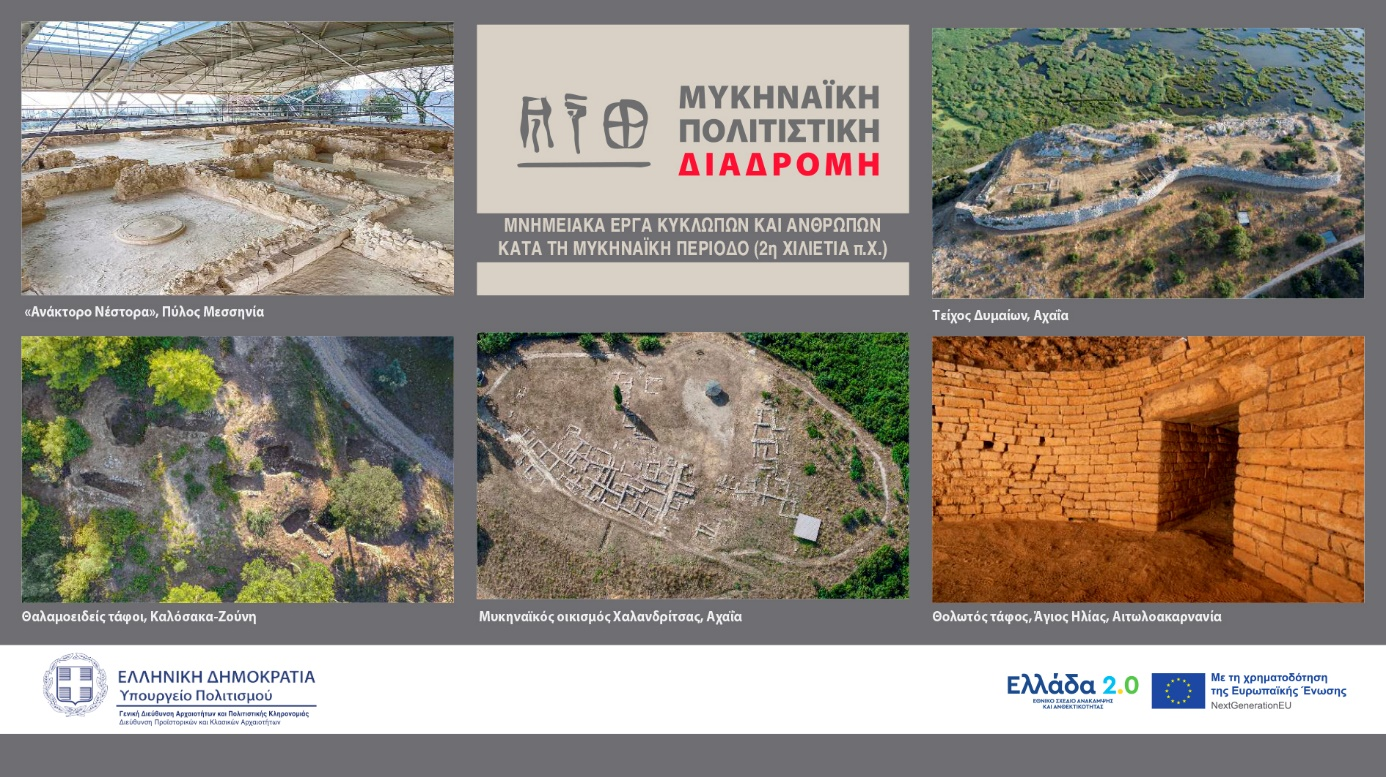 ΜΥΚΗΝΑΪΚΗ
ΠΟΛΙΤΙΣΤΙΚΗ
ΔΙΑΔΡΟΜΗ
ΜΝΗΜΕΙΑΚΑ ΕΡΓΑ ΚΥΚΛΩΠΩΝ ΚΑΙ ΑΝΘΡΩΠΩΝ
ΚΑΤΑ ΤΗ ΜΥΚΗΝΑΪΚΗ ΠΕΡΙΟΔΟ (2η ΧΙΛΙΕΤΙΑ π.Χ.)
«Ανάκτορο Νέστορα», Πύλος Μεσσηνία
Τείχος Δυμαίων, Αχαΐα
Θαλαμοειδείς τάφοι, Καλόσακα-Ζούνη
Μυκηναϊκός οικισμός Χαλανδρίτσας, Αχαΐα
Θολωτός τάφος, Άγιος Ηλίας, Αιτωλοακαρνανία
ΕΛΛΗΝΙΚΗ ΔΗΜΟΚΡΑΤΙΑ
Υπουργείο Πολιτισμού
Γενική Διεύθυνση Αρχαιοτήτων και Πολιτιστικής Κληρονομιάς
Διεύθυνση Προϊστορικών και Κλασικών Αρχαιοτήτων
Ελλάδα 2.0
ΕΘΝΙΚΟ ΣΧΕΔΙΟ ΑΝΑΚΑΜΨΗΣ
ΚΑΙ ΑΝΘΕΚΤΙΚΟΤΗΤΑΣ
Με τη χρηματοδότηση
της Ευρωπαϊκής Ένωσης
NextGenerationEU